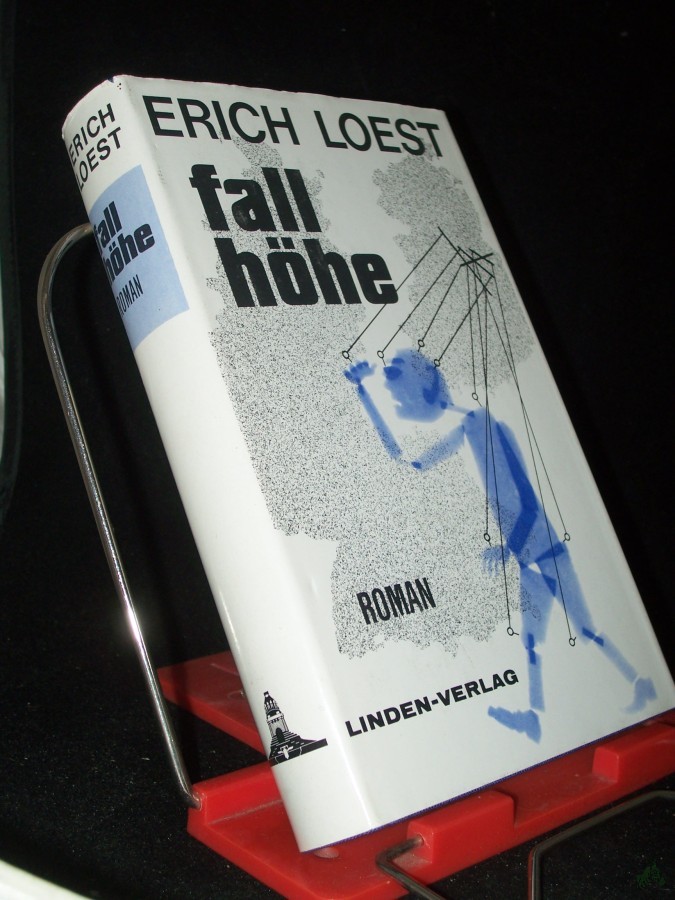 ERICH LOEST
fall
höhe
ROMAN
LINDEN-VERLAG
ERICH
LOEST
fall
höhe
ROMAN